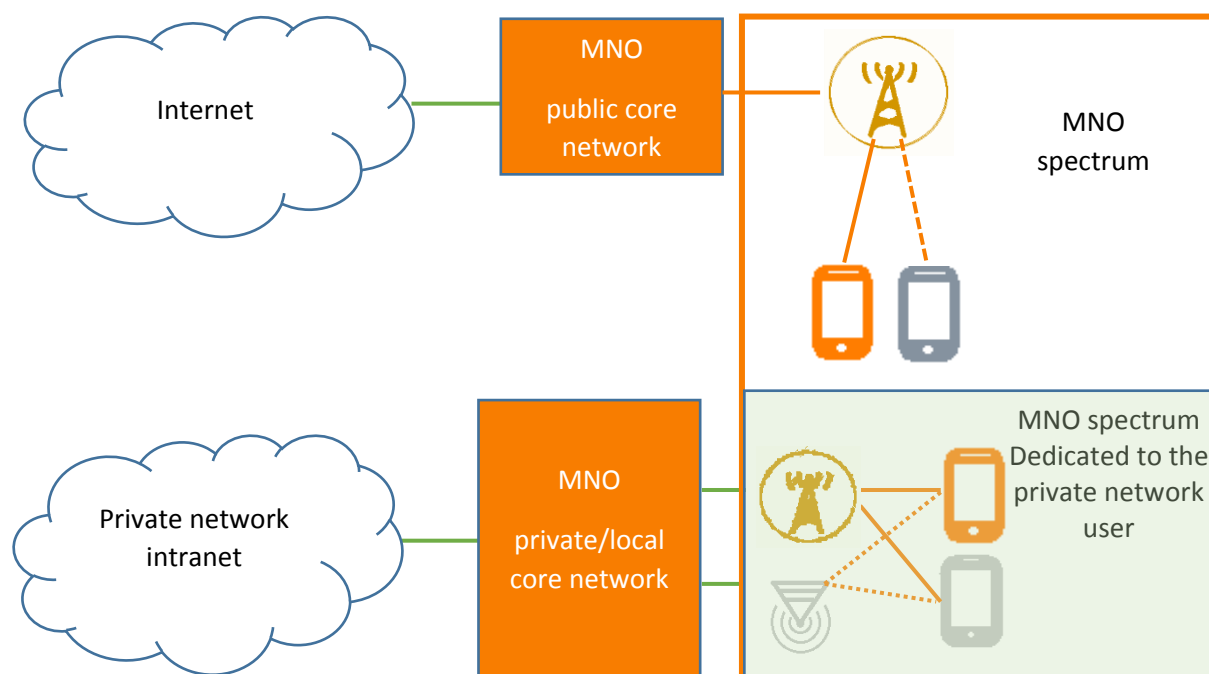 Internet
MNO
public core
network
MNO
spectrum
Private network
intranet
MNO
private/local
core network
MNO spectrum
Dedicated to the
private network
user